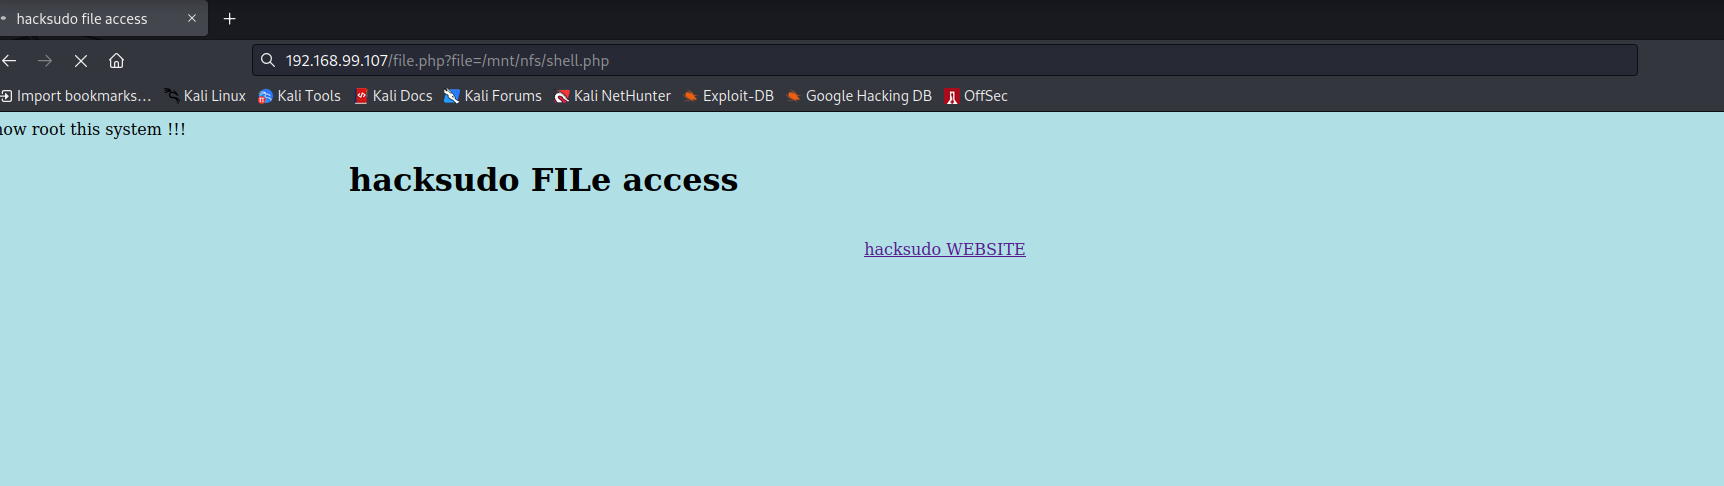 hacksudo file access
192.168.99.107/file.php?file=/mnt/nfs/shell.php
Import bookmarks... Kali Linux Kali Tools Kali Docs Kali Forums Kali NetHunter Exploit-DB Google Hacking DB OffSec
now root this system !!!
hacksudo FILe access
hacksudo WEBSITE